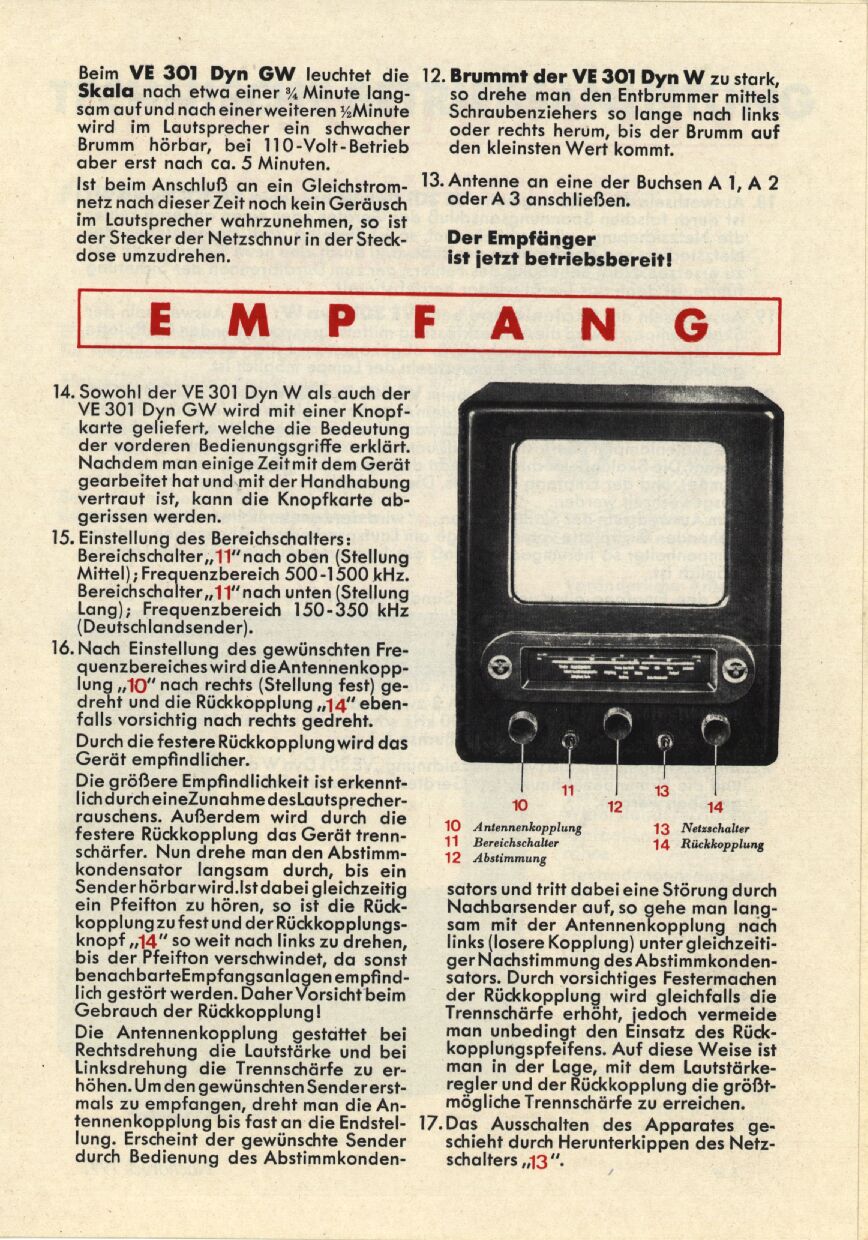 Beim VE 301 Dyn GW leuchtet die
Skala nach etwa einer ¾ Minute lang-
sam auf und nach einer weiteren ½ Minute
wird im Lautsprecher ein schwacher
Brumm hörbar, bei 110-Volt-Betrieb
aber erst nach ca. 5 Minuten.
Ist beim Anschluß an ein Gleichstrom-
netz nach dieser Zeit noch kein Geräusch
im Lautsprecher wahrzunehmen, so ist
der Stecker der Netzschnur in der Steck-
dose umzudrehen.
12. Brummt der VE 301 Dyn W zu stark,
so drehe man den Entbrummer mittels
Schraubenziehers so lange nach links
oder rechts herum, bis der Brumm auf
den kleinsten Wert kommt.
13. Antenne an eine der Buchsen A 1, A 2
oder A 3 anschließen.
Der Empfänger
ist jetzt betriebsbereit!
EMPFANG
14. Sowohl der VE 301 Dyn W als auch der
VE 301 Dyn GW wird mit einer Knopf-
karte geliefert, welche die Bedeutung
der vorderen Bedienungsgriffe erklärt.
Nachdem man einige Zeit mit dem Gerät
gearbeitet hat und mit der Handhabung
vertraut ist, kann die Knopfkarte ab-
gerissen werden.
15. Einstellung des Bereichschalters:
Bereichschalter „11" nach oben (Stellung
Mittel); Frequenzbereich 500-1500 kHz.
Bereichschalter „11" nach unten (Stellung
Lang); Frequenzbereich 150-350 kHz
(Deutschlandsender).
16. Nach Einstellung des gewünschten Fre-
quenzbereiches wird die Antennenkopp-
lung „10" nach rechts (Stellung fest) ge-
dreht und die Rückkopplung „14" eben-
falls vorsichtig nach rechts gedreht.
Durch die festere Rückkopplung wird das
Gerät empfindlicher.
Die größere Empfindlichkeit ist erkennt-
lich durch eine Zunahme des Lautsprecher-
rauschens. Außerdem wird durch die
festere Rückkopplung das Gerät trenn-
schärfer. Nun drehe man den Abstimm-
kondensator langsam durch, bis ein
Sender hörbar wird. Ist dabei gleichzeitig
ein Pfeifton zu hören, so ist die Rück-
kopplung zu fest und der Rückkopplungs-
knopf „14" so weit nach links zu drehen,
bis der Pfeifton verschwindet, da sonst
benachbarte Empfangsanlagen empfind-
lich gestört werden. Daher Vorsicht beim
Gebrauch der Rückkopplung!
Die Antennenkopplung gestattet bei
Rechtsdrehung die Lautstärke und bei
Linksdrehung die Trennschärfe zu er-
höhen. Um den gewünschten Sender erst-
mals zu empfangen, dreht man die An-
tennenkopplung bis fast an die Endstel-
lung. Erscheint der gewünschte Sender
durch Bedienung des Abstimmkonden-
10 11 12 13 14
10 Antennenkopplung
11 Bereichschalter
12 Abstimmung
13 Netzschalter
14 Rückkopplung
sators und tritt dabei eine Störung durch
Nachbarsender auf, so gehe man lang-
sam mit der Antennenkopplung nach
links (losere Kopplung) unter gleichzeiti-
ger Nachstimmung des Abstimmkonden-
sators. Durch vorsichtiges Festermachen
der Rückkopplung wird gleichfalls die
Trennschärfe erhöht, jedoch vermeide
man unbedingt den Einsatz des Rück-
kopplungspfeifens. Auf diese Weise ist
man in der Lage, mit dem Lautstärke-
regler und der Rückkopplung die größt-
mögliche Trennschärfe zu erreichen.
17. Das Ausschalten des Apparates ge-
schieht durch Herunterkippen des Netz-
schalters „13".